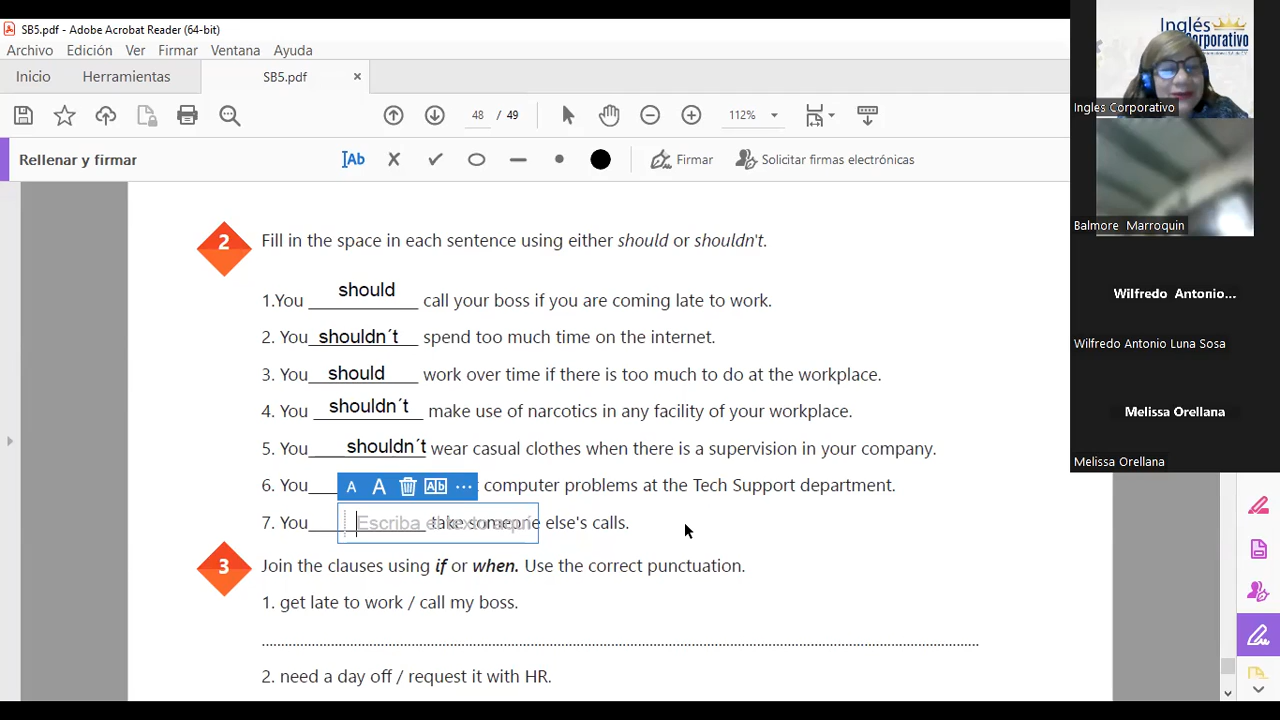 SB5.pdf - Adobe Acrobat Reader (64-bit)
Archivo Edición Ver Firmar Ventana Ayuda
Inicio Herramientas SB5.pdf ×
48 / 49 112%
Rellenar y firmar Ab Firmar Solicitar firmas electrónicas
2 Fill in the space in each sentence using either should or shouldn't.
1.You should call your boss if you are coming late to work.
2. You shouldn´t spend too much time on the internet.
3. You should work over time if there is too much to do at the workplace.
4. You shouldn´t make use of narcotics in any facility of your workplace.
5. You shouldn´t wear casual clothes when there is a supervision in your company.
A A Ab ...
6. You computer problems at the Tech Support department.
Escriba el texto aquí
7. You take someone else's calls.
3 Join the clauses using if or when. Use the correct punctuation.
1. get late to work / call my boss.
2. need a day off / request it with HR.
Inglés
Corporativo
Ingles Corporativo
Balmore Marroquin
Wilfredo Antonio...
Wilfredo Antonio Luna Sosa
Melissa Orellana
Melissa Orellana